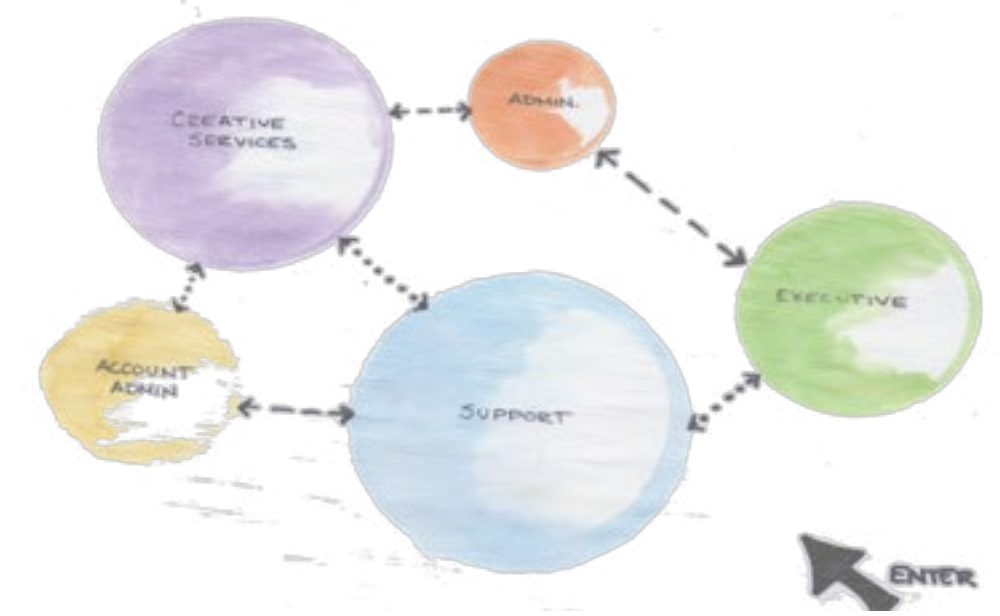 CREATIVE
SERVICES
ADMIN.
EXECUTIVE
ACCOUNT
ADMIN
SUPPORT
ENTER